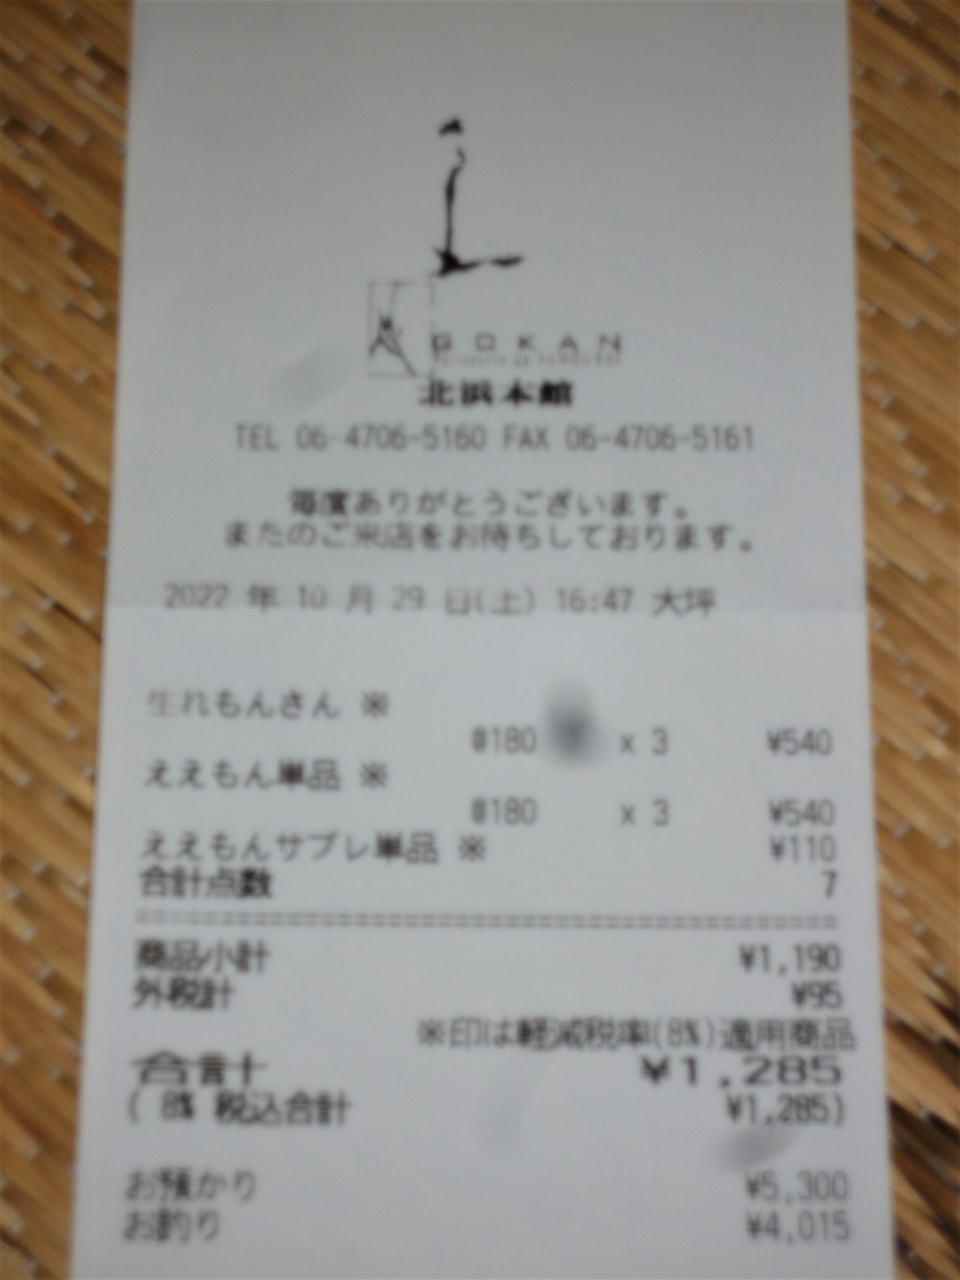 GOKAN
北浜本館
TEL 06-4706-5160 FAX 06-4706-5161
毎度ありがとうございます。
またのご来店をお待ちしております。
2022 年 10 月 29 日(土) 16:47 大坪
生れもんさん ※
@180 x 3 ¥540
ええもん単品 ※
@180 x 3 ¥540
ええもんサブレ単品 ※ ¥110
合計点数 7
商品小計 ¥1,190
外税計 ¥95
※印は軽減税率(8%)適用商品
合計 ¥1,285
( 8% 税込合計 ¥1,285)
お預かり ¥5,300
お釣り ¥4,015